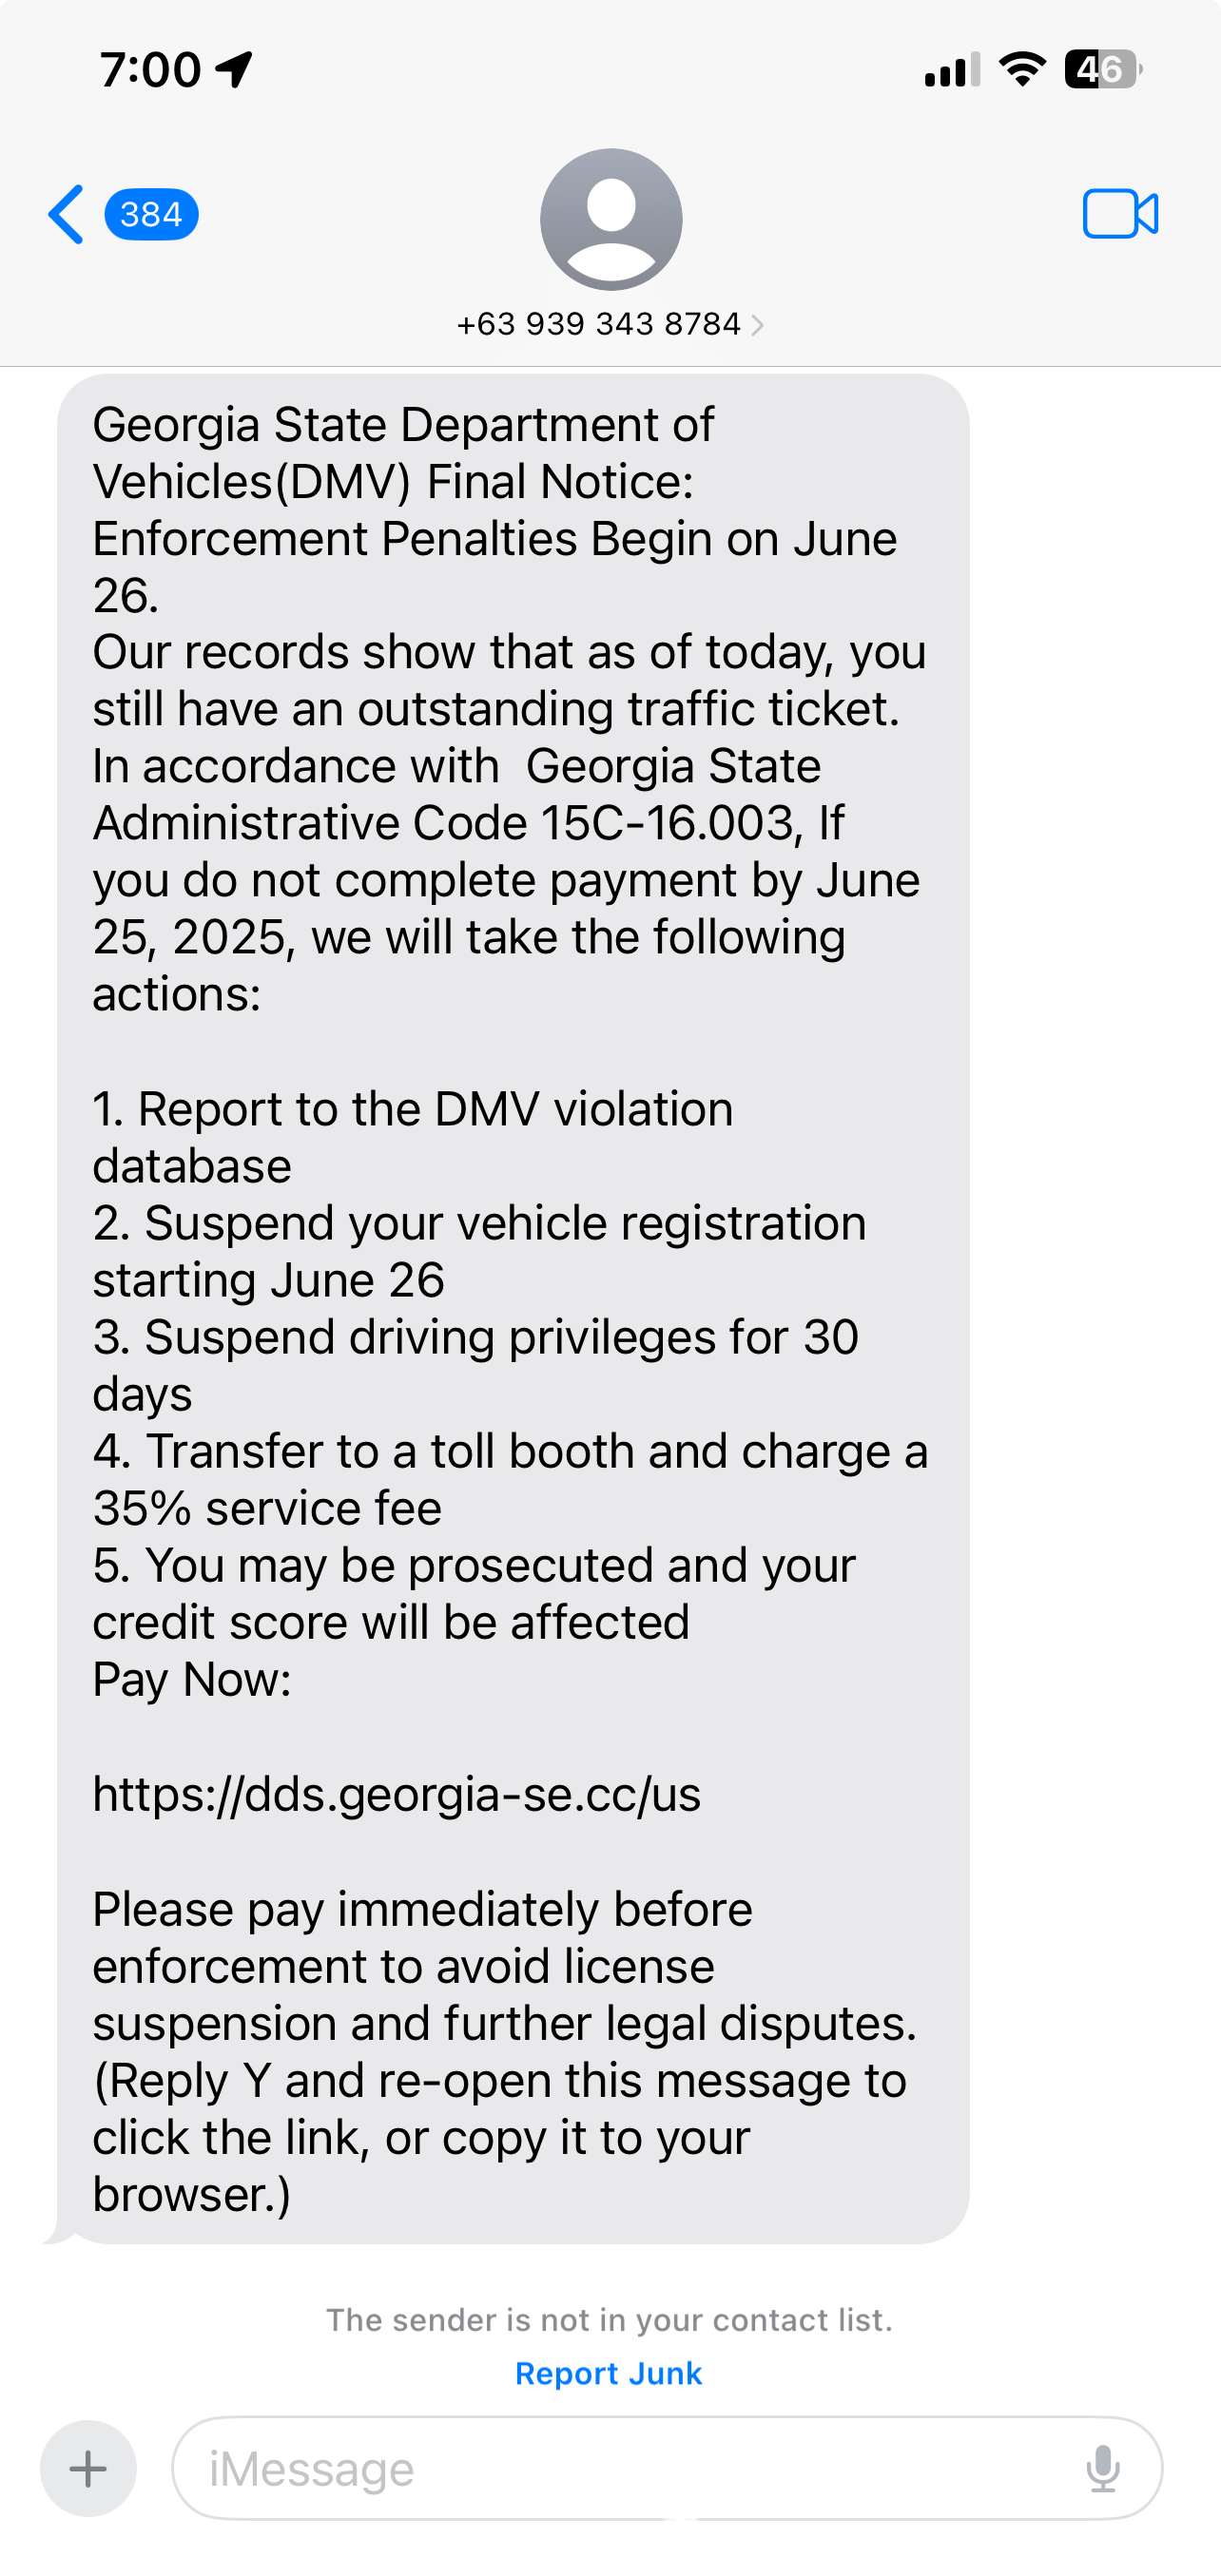 7:00
46
384
+63 939 343 8784
Georgia State Department of
Vehicles(DMV) Final Notice:
Enforcement Penalties Begin on June
26.
Our records show that as of today, you
still have an outstanding traffic ticket.
In accordance with  Georgia State
Administrative Code 15C-16.003, If
you do not complete payment by June
25, 2025, we will take the following
actions:
1. Report to the DMV violation
database
2. Suspend your vehicle registration
starting June 26
3. Suspend driving privileges for 30
days
4. Transfer to a toll booth and charge a
35% service fee
5. You may be prosecuted and your
credit score will be affected
Pay Now:
https://dds.georgia-se.cc/us
Please pay immediately before
enforcement to avoid license
suspension and further legal disputes.
(Reply Y and re-open this message to
click the link, or copy it to your
browser.)
The sender is not in your contact list.
Report Junk
iMessage